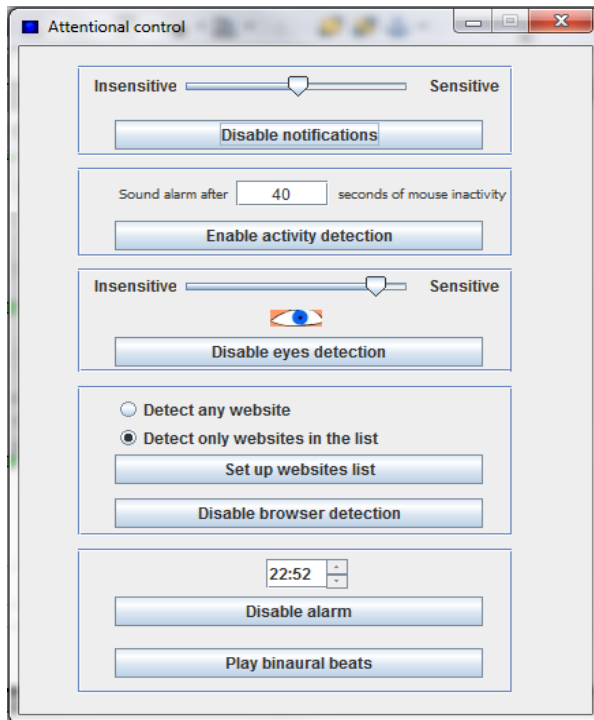 Attentional control
Insensitive Sensitive
Disable notifications
Sound alarm after 40 seconds of mouse inactivity
Enable activity detection
Insensitive Sensitive
Disable eyes detection
Detect any website
Detect only websites in the list
Set up websites list
Disable browser detection
22:52
Disable alarm
Play binaural beats